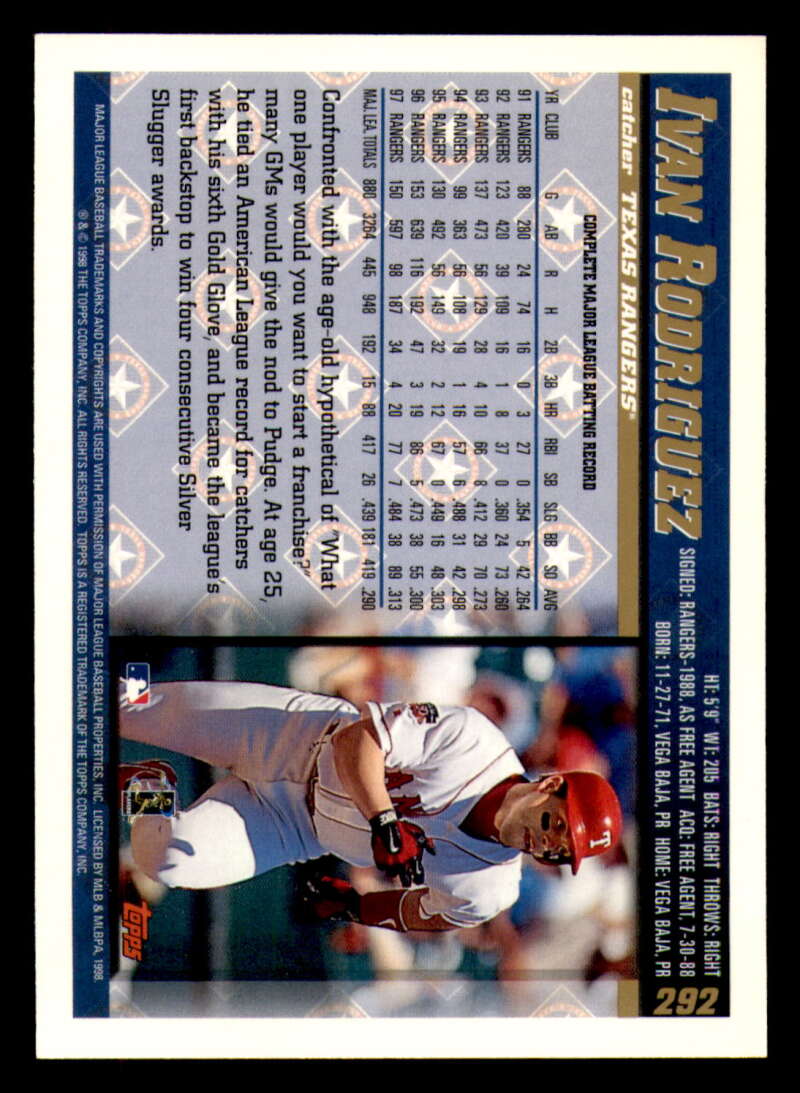 IVAN RODRIGUEZ
HT: 5'9" WT: 205 BATS: RIGHT THROWS: RIGHT
SIGNED: RANGERS-1988, AS FREE AGENT ACQ: FREE AGENT, 7-30-88
BORN: 11-27-71, VEGA BAJA, PR HOME: VEGA BAJA, PR
292
catcher TEXAS RANGERS®
COMPLETE MAJOR LEAGUE BATTING RECORD
YR CLUB G AB R H 2B 3B HR RBI SB SLG BB SO AVG
91 RANGERS 88 280 24 74 16 0 3 27 0 .354 5 42 .264
92 RANGERS 123 420 39 109 16 1 8 37 0 .360 24 73 .260
93 RANGERS 137 473 56 129 28 4 10 66 8 .412 29 70 .273
94 RANGERS 99 363 56 108 19 1 16 57 6 .488 31 42 .298
95 RANGERS 130 492 56 149 32 2 12 67 0 .449 16 48 .303
96 RANGERS 153 639 116 192 47 3 19 86 5 .473 38 55 .300
97 RANGERS 150 597 98 187 34 4 20 77 7 .484 38 89 .313
MAJ. LEA. TOTALS 880 3264 445 948 192 15 88 417 26 .439 181 419 .290
Confronted with the age-old hypothetical of "What
one player would you want to start a franchise?"
many GMs would give the nod to Pudge. At age 25,
he tied an American League record for catchers
with his sixth Gold Glove, and became the league's
first backstop to win four consecutive Silver
Slugger awards.
T
topps
MAJOR LEAGUE BASEBALL TRADEMARKS AND COPYRIGHTS ARE USED WITH PERMISSION OF MAJOR LEAGUE BASEBALL PROPERTIES, INC. LICENSED BY MLB & MLBPA, 1998.
® & © 1998 THE TOPPS COMPANY, INC. ALL RIGHTS RESERVED. TOPPS IS A REGISTERED TRADEMARK OF THE TOPPS COMPANY, INC.